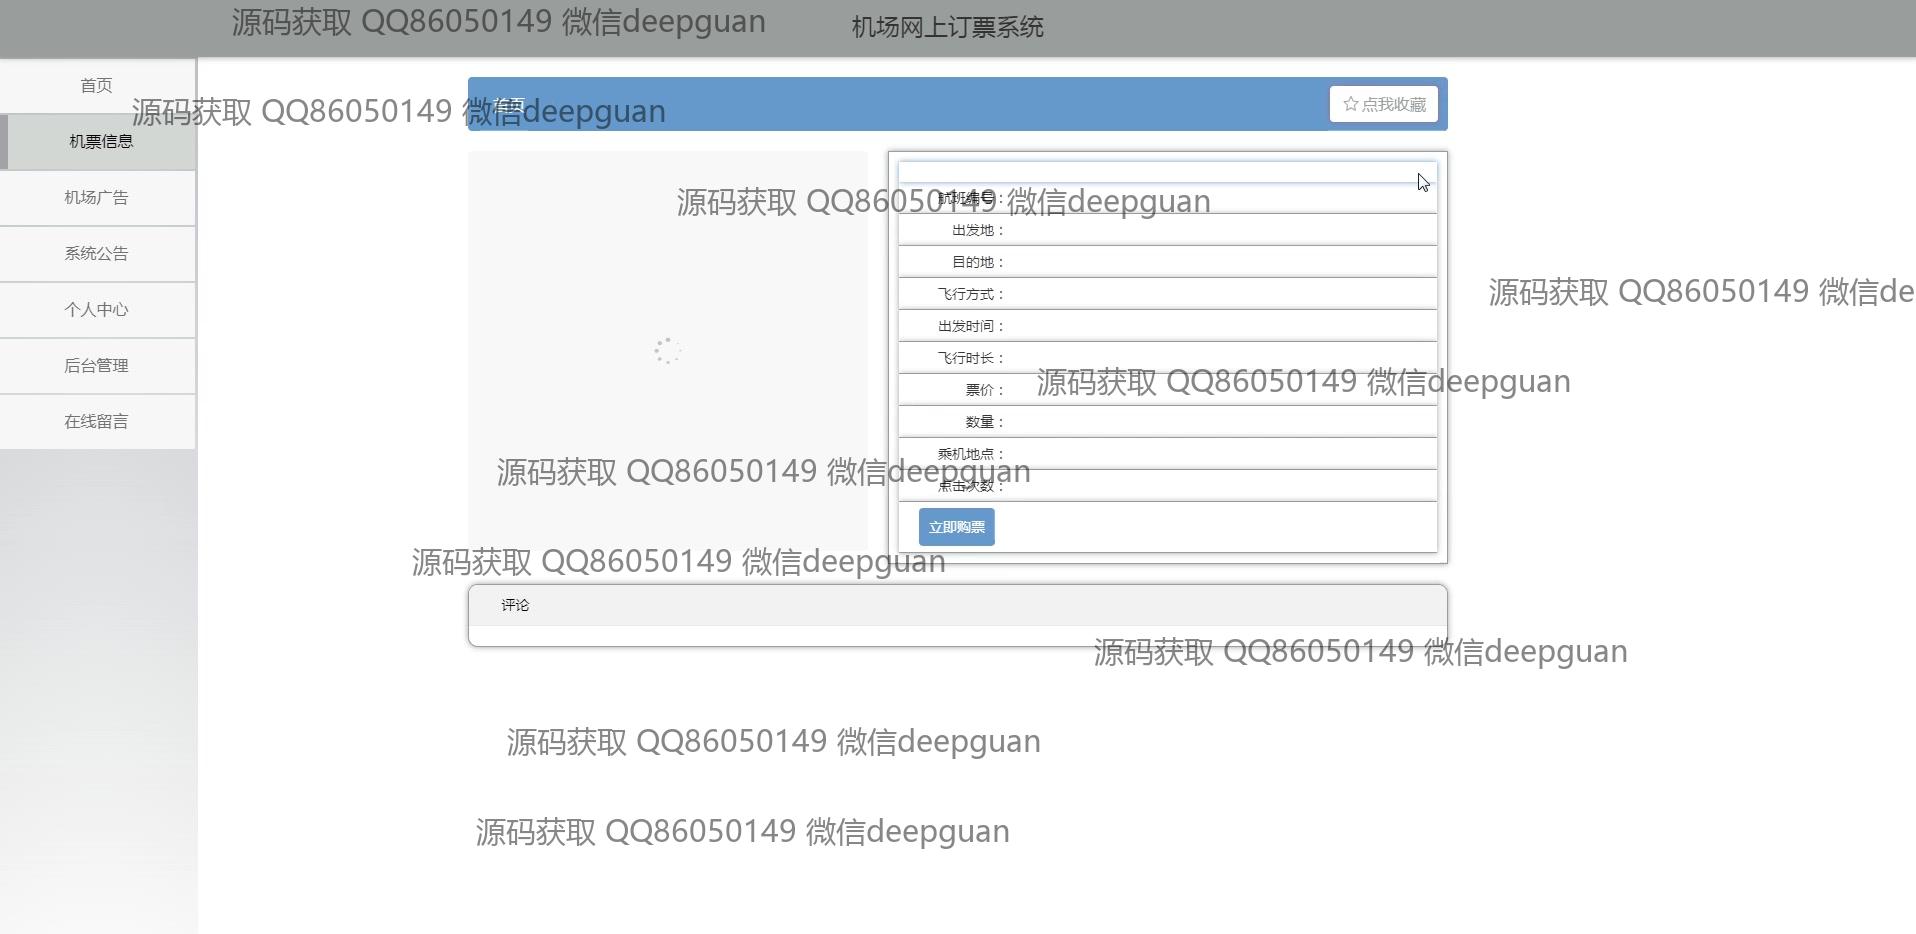 源码获取 QQ86050149 微信deepguan
机场网上订票系统
首页
机票信息
机场广告
系统公告
个人中心
后台管理
在线留言
源码获取 QQ86050149 微信deepguan
首页
点我收藏
源码获取 QQ86050149 微信deepguan
航班编号：
出发地：
目的地：
源码获取 QQ86050149 微信de
飞行方式：
出发时间：
飞行时长：
源码获取 QQ86050149 微信deepguan
票价：
数量：
乘机地点：
源码获取 QQ86050149 微信deepguan
点击次数：
立即购票
源码获取 QQ86050149 微信deepguan
评论
源码获取 QQ86050149 微信deepguan
源码获取 QQ86050149 微信deepguan
源码获取 QQ86050149 微信deepguan